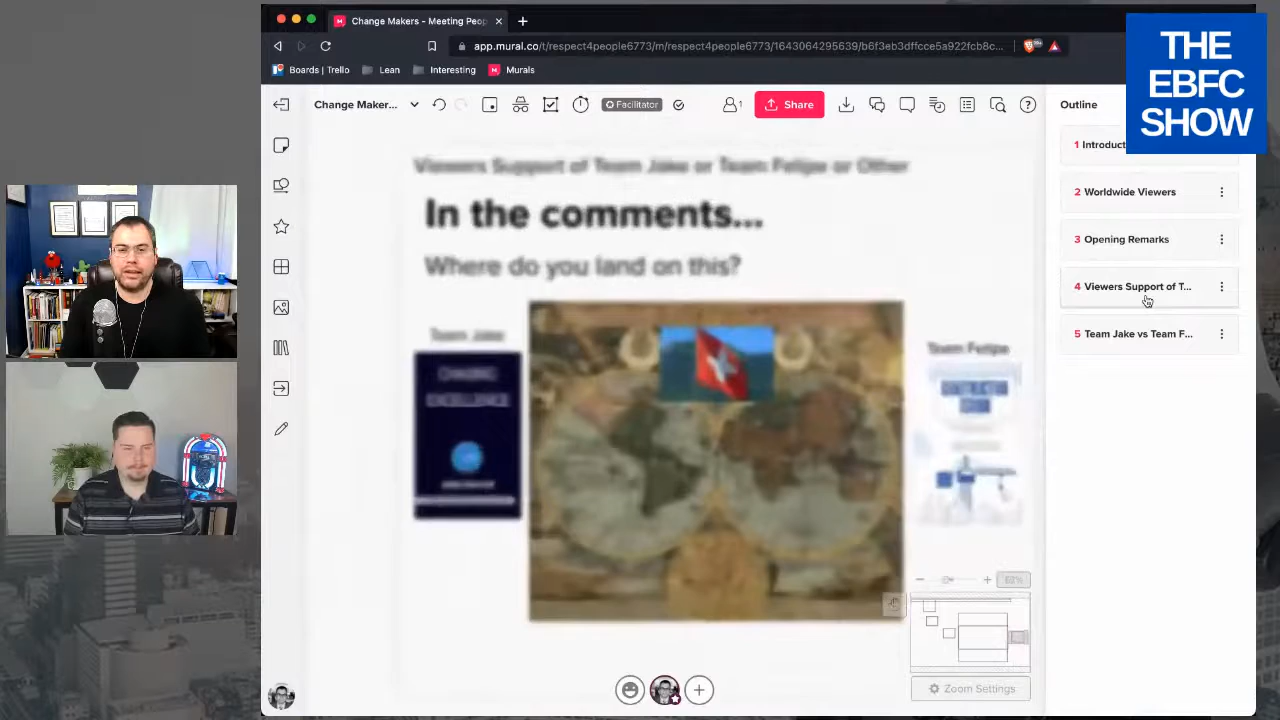 Change Makers - Meeting Peop
app.mural.co/t/respect4people6773/m/respect4people6773/1643064295639/b6f3eb3dffcce5a922fcb8c...
Boards | Trello
Lean
Interesting
Murals
THE
EBFC
SHOW
Change Maker...
Facilitator
1
Share
Outline
1 Introduct
2 Worldwide Viewers
3 Opening Remarks
4 Viewers Support of T...
5 Team Jake vs Team F...
Viewers Support of Team Jake or Team Felipe or Other
In the comments...
Where do you land on this?
Team Jake
Team Felipe
CHASING
EXCELLENCE
Zoom Settings